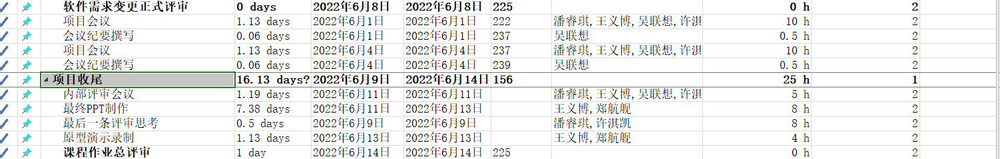 软件需求变更正式评审 0 days 2022年6月8日 2022年6月8日 225 0 h 2
项目会议 1.13 days 2022年6月1日 2022年6月1日 222 潘睿琪,王义博,吴联想,许淇 10 h 2
会议纪要撰写 0.06 days 2022年6月1日 2022年6月1日 237 吴联想 0.5 h 2
项目会议 1.13 days 2022年6月4日 2022年6月4日 237 潘睿琪,王义博,吴联想,许淇 10 h 2
会议纪要撰写 0.06 days 2022年6月4日 2022年6月4日 239 吴联想 0.5 h 2
项目收尾 16.13 days? 2022年6月9日 2022年6月14日 156 25 h 1
内部评审会议 1.19 days 2022年6月11日 2022年6月11日 潘睿琪,王义博,吴联想,许淇 5 h 2
最终PPT制作 7.38 days 2022年6月11日 2022年6月13日 王义博,郑航舰 8 h 2
最后一条评审思考 0.5 days 2022年6月9日 2022年6月9日 潘睿琪,许淇凯 8 h 2
原型演示录制 1.13 days 2022年6月13日 2022年6月13日 王义博,郑航舰 4 h 2
课程作业总评审 1 day 2022年6月14日 2022年6月14日 225 0 h 2